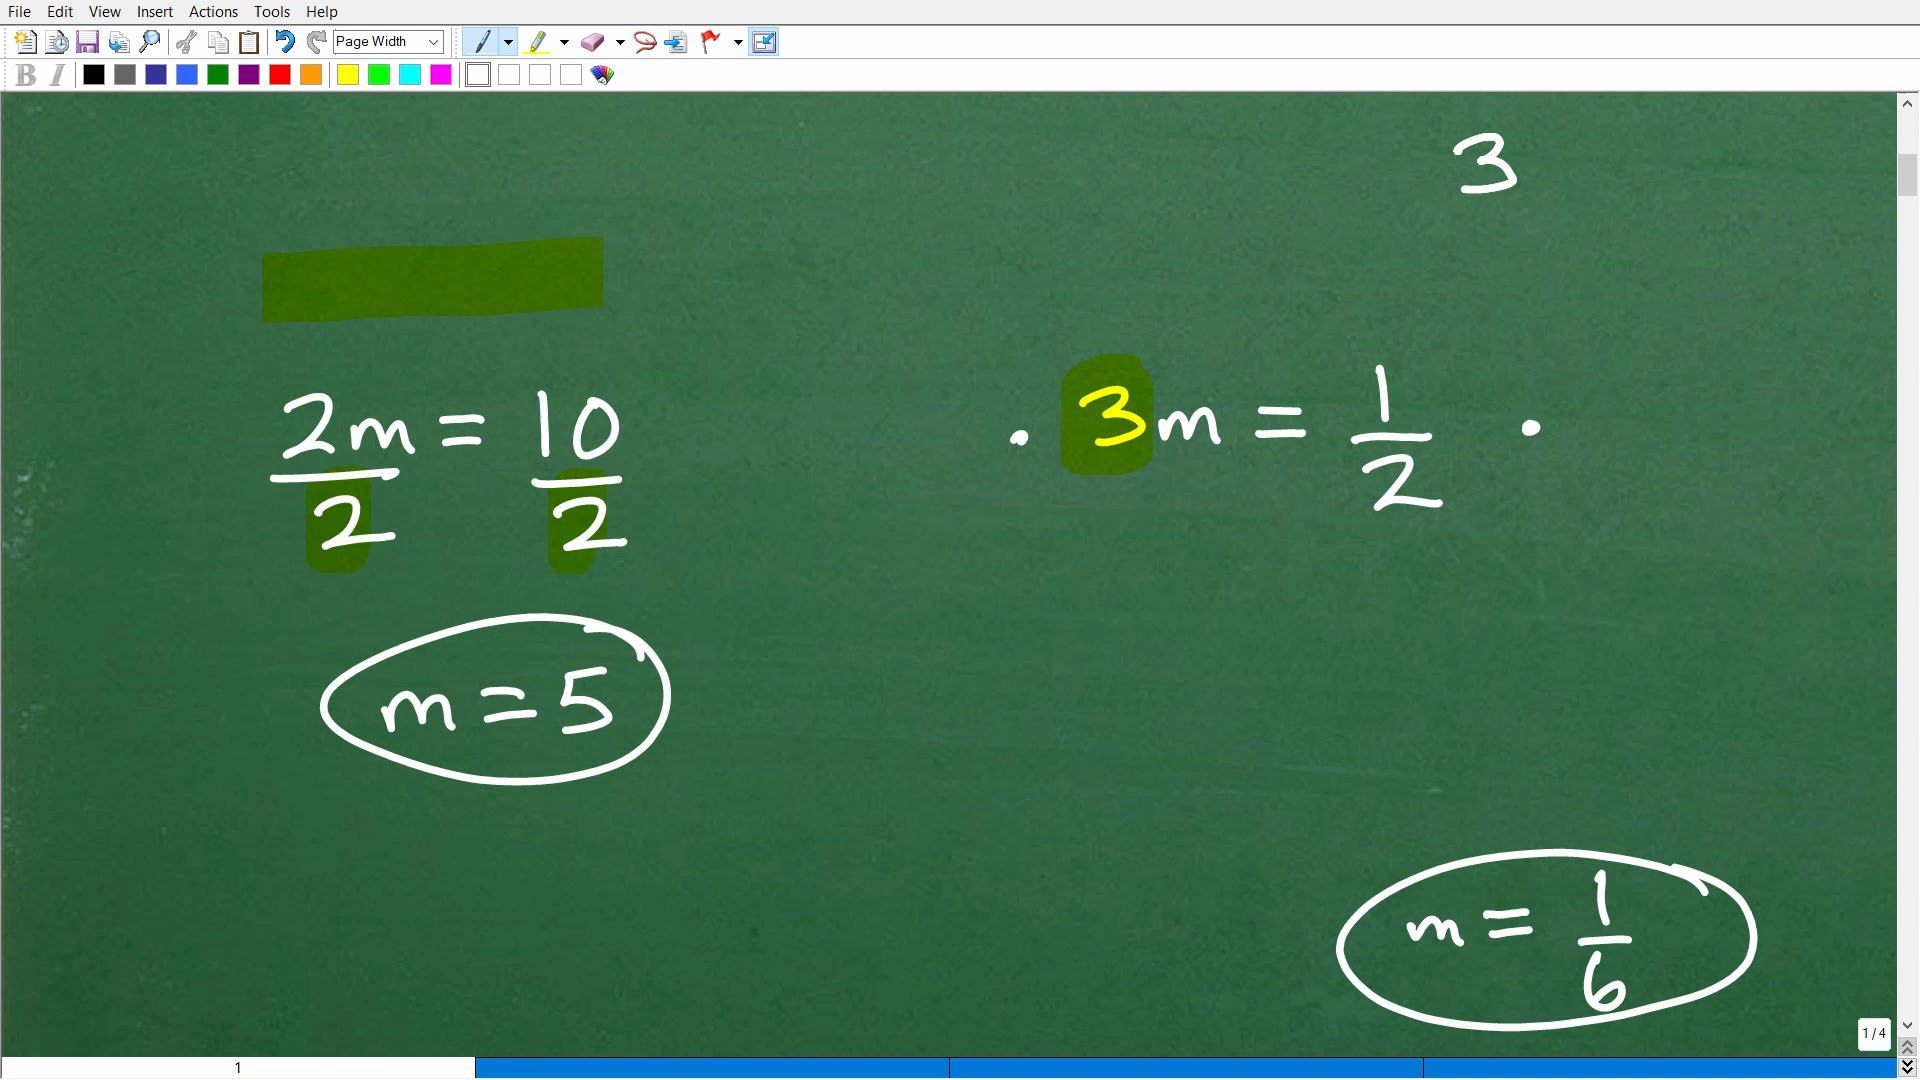 File Edit View Insert Actions Tools Help
Page Width
B I
3
2m = 10
2 2
m = 5
· 3m = 1/2 ·
m = 1/6
1 / 4
1